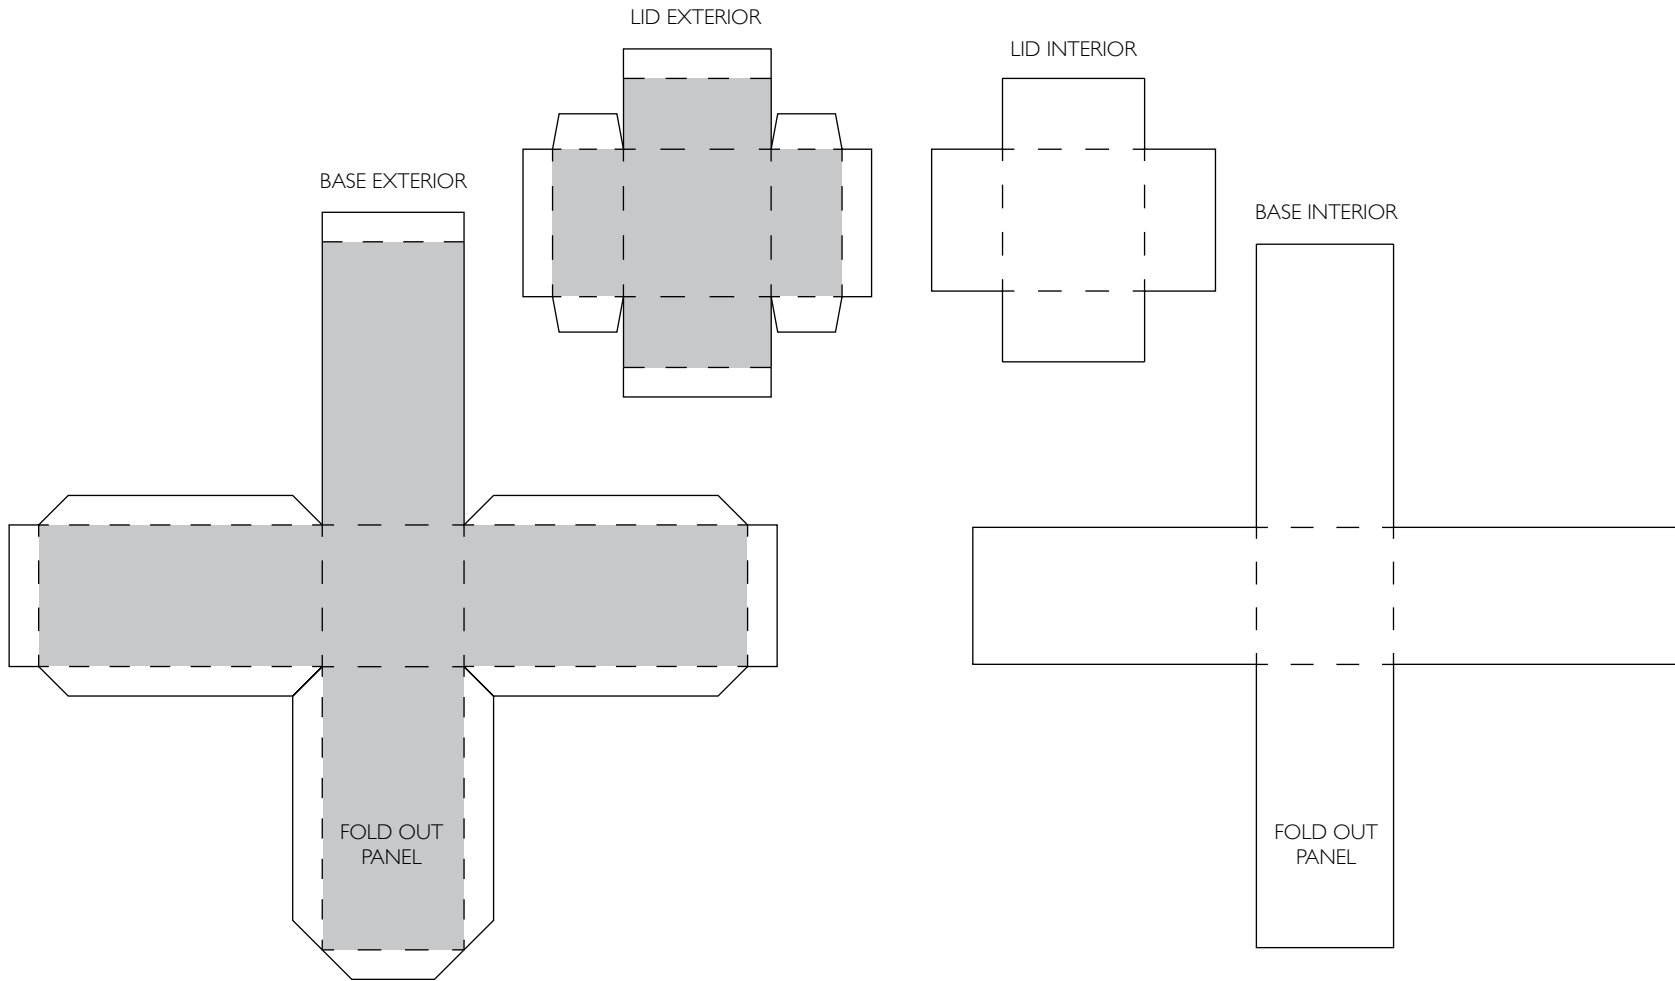 LID EXTERIOR
LID INTERIOR
BASE EXTERIOR
BASE INTERIOR
FOLD OUT
PANEL
FOLD OUT
PANEL